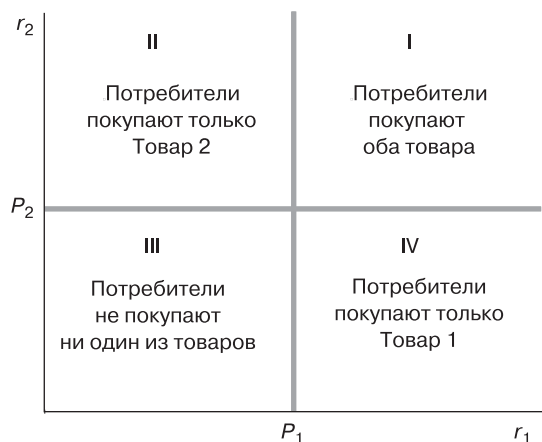 r2
II
Потребители
покупают только
Товар 2
I
Потребители
покупают
оба товара
P2
III
Потребители
не покупают
ни один из товаров
IV
Потребители
покупают только
Товар 1
P1
r1